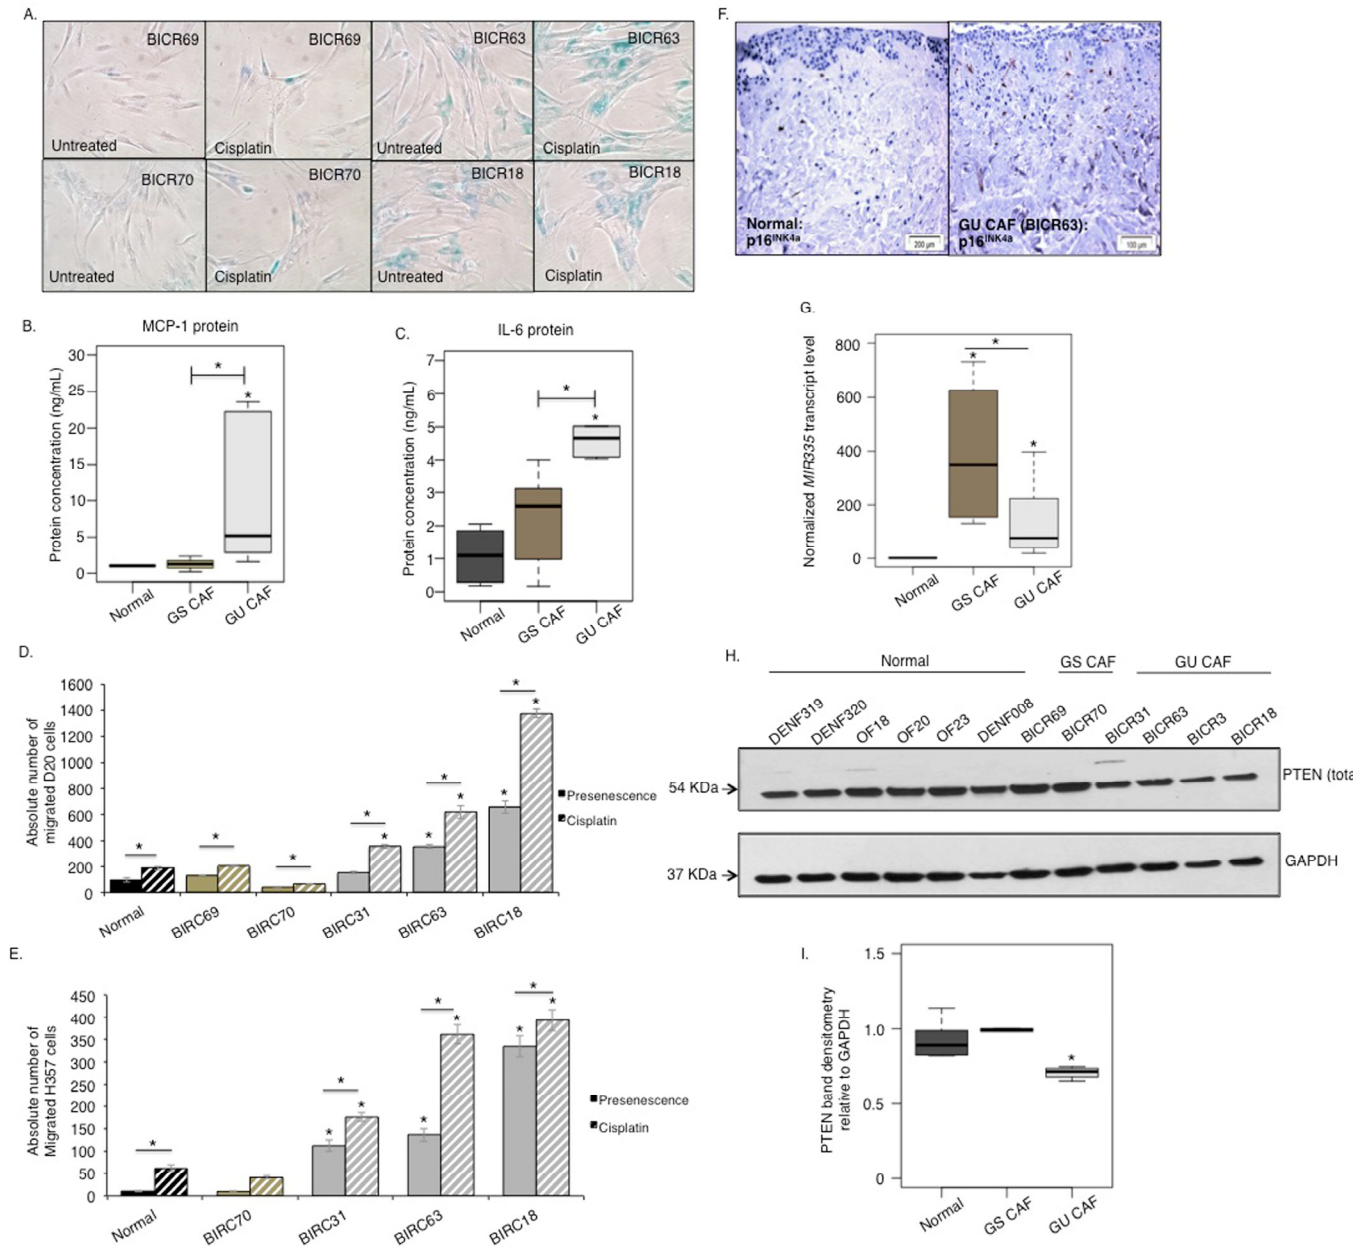 A.
BICR69
BICR69
BICR63
BICR63
Untreated
Cisplatin
Untreated
Cisplatin
BICR70
BICR70
BICR18
BICR18
Untreated
Cisplatin
Untreated
Cisplatin
B.
MCP-1 protein
Protein concentration (ng/mL)
30
25
20
15
10
5
0
*
*
Normal
GS CAF
GU CAF
C.
IL-6 protein
Protein concentration (ng/mL)
7
6
5
4
3
2
1
0
*
*
Normal
GS CAF
GU CAF
D.
Absolute number of
migrated D20 cells
1600
1400
1200
1000
800
600
400
200
0
* * * * * * * * * * *
Normal
BIRC69
BIRC70
BIRC31
BIRC63
BIRC18
Presenescence
Cisplatin
E.
Absolute number of
Migrated H357 cells
450
400
350
300
250
200
150
100
50
0
* * * * * * * * * *
Normal
BIRC70
BIRC31
BIRC63
BIRC18
Presenescence
Cisplatin
F.
Normal:
p16INK4a
200 µm
GU CAF (BICR63):
p16INK4a
100 µm
G.
Normalized MIR335 transcript level
800
600
400
200
0
*
*
*
Normal
GS CAF
GU CAF
H.
Normal
GS CAF
GU CAF
DENF319
DENF320
OF18
OF20
OF23
DENF008
BICR69
BICR70
BICR31
BICR63
BICR3
BICR18
54 KDa→
PTEN (tota
37 KDa→
GAPDH
I.
PTEN band densitometry
relative to GAPDH
1.5
1.0
0.5
0
*
Normal
GS CAF
GU CAF